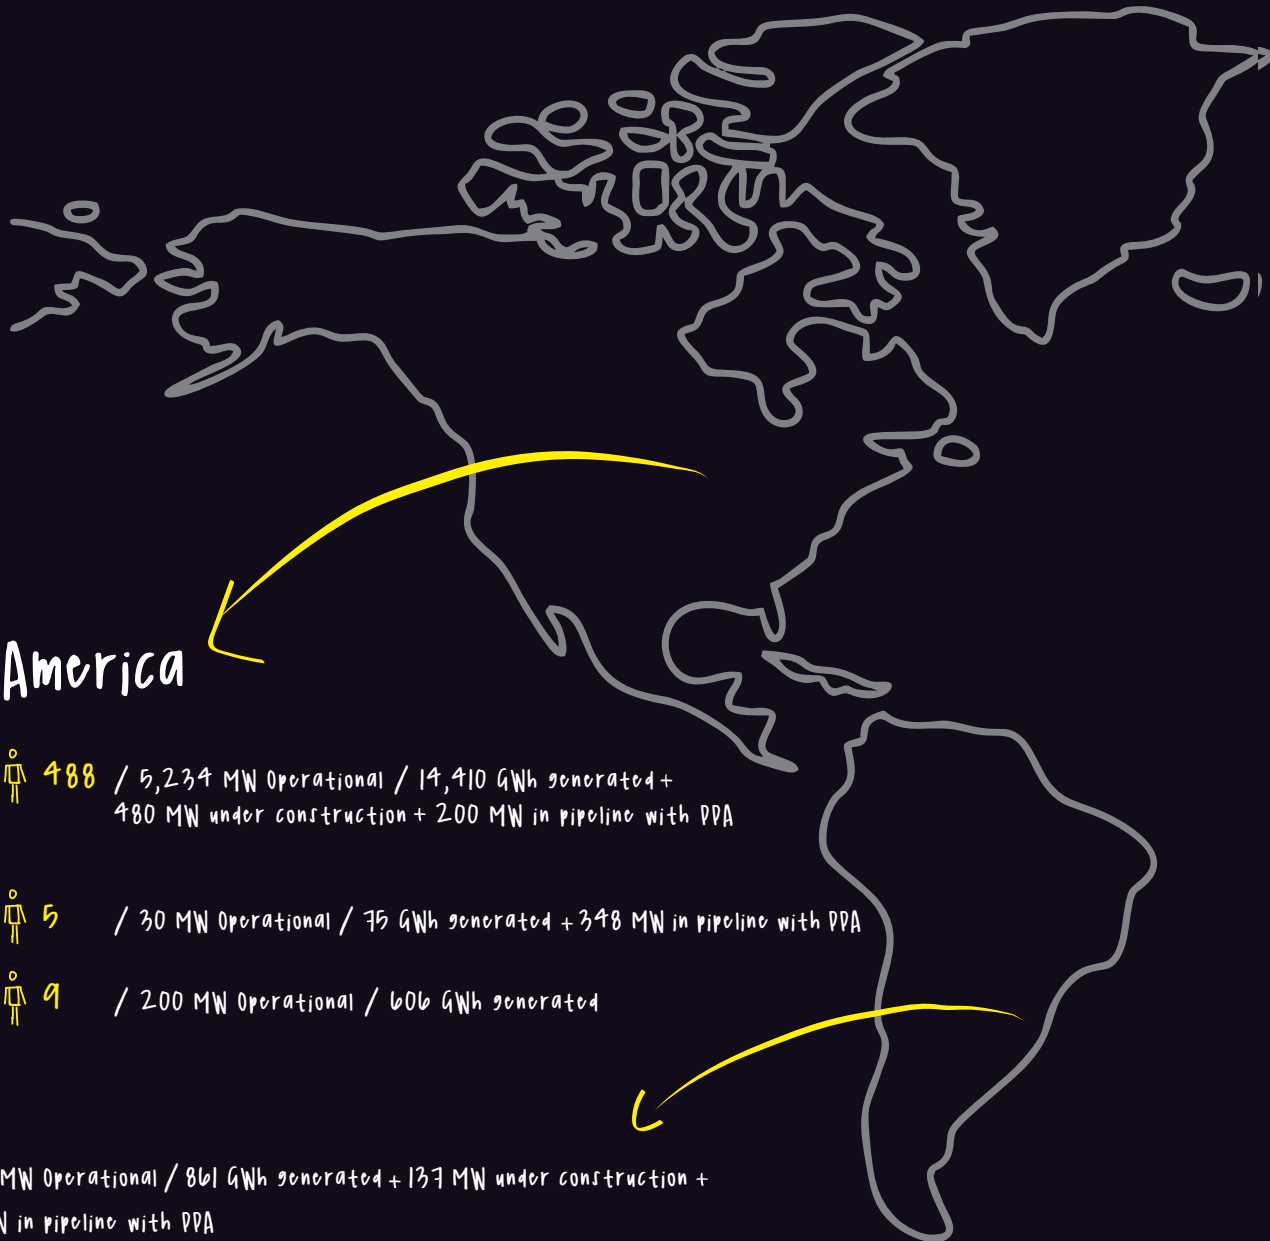 America
488 / 5,234 MW Operational / 14,410 GWh generated +
480 MW under construction + 200 MW in pipeline with PPA
5 / 30 MW Operational / 75 GWh generated + 348 MW in pipeline with PPA
9 / 200 MW Operational / 606 GWh generated
MW Operational / 861 GWh generated + 137 MW under construction +
in pipeline with PPA